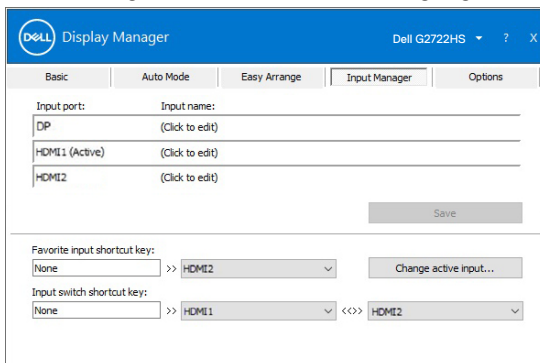 DELL Display Manager Dell G2722HS ? X
Basic Auto Mode Easy Arrange Input Manager Options
Input port: Input name:
DP (Click to edit)
HDMI1 (Active) (Click to edit)
HDMI2 (Click to edit)
Save
Favorite input shortcut key:
None >> HDMI2 Change active input...
Input switch shortcut key:
None >> HDMI1 <<>> HDMI2